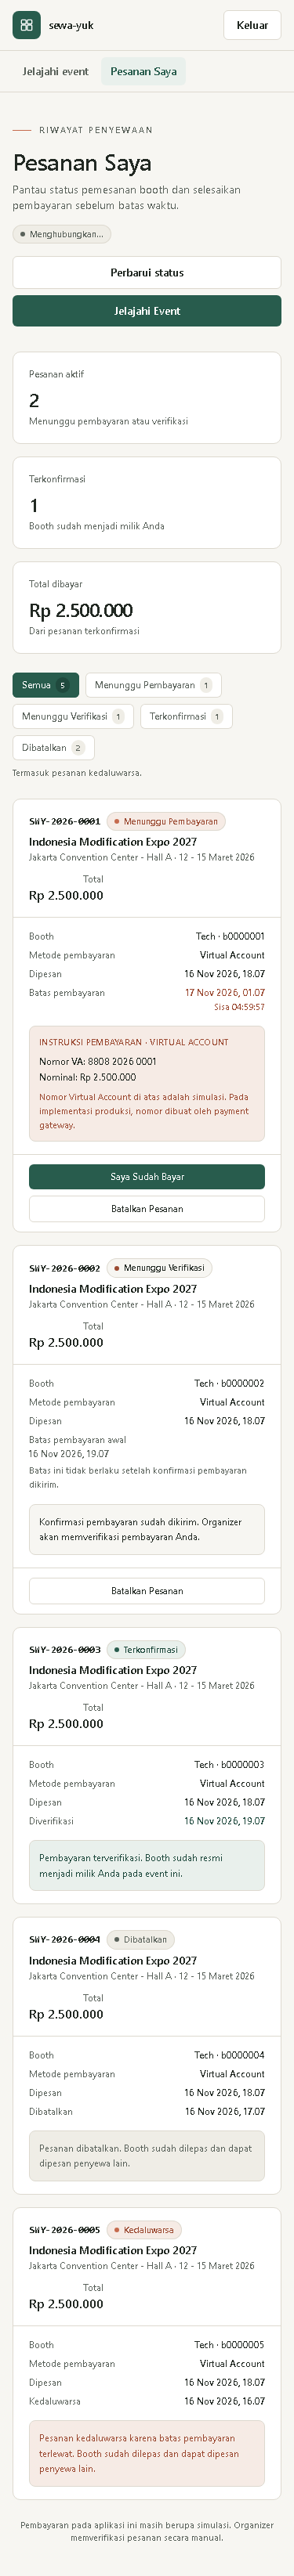 sewa-yuk
Keluar
Jelajahi event
Pesanan Saya
RIWAYAT PENYEWAAN
Pesanan Saya
Pantau status pemesanan booth dan selesaikan
pembayaran sebelum batas waktu.
Menghubungkan...
Perbarui status
Jelajahi Event
Pesanan aktif
2
Menunggu pembayaran atau verifikasi
Terkonfirmasi
1
Booth sudah menjadi milik Anda
Total dibayar
Rp 2.500.000
Dari pesanan terkonfirmasi
Semua 5
Menunggu Pembayaran 1
Menunggu Verifikasi 1
Terkonfirmasi 1
Dibatalkan 2
Termasuk pesanan kedaluwarsa.
SWY-2026-0001 Menunggu Pembayaran
Indonesia Modification Expo 2027
Jakarta Convention Center - Hall A · 12 - 15 Maret 2026
Total
Rp 2.500.000
Booth Tech · b0000001
Metode pembayaran Virtual Account
Dipesan 16 Nov 2026, 18.07
Batas pembayaran 17 Nov 2026, 01.07
Sisa 04:59:57
INSTRUKSI PEMBAYARAN · VIRTUAL ACCOUNT
Nomor VA: 8808 2026 0001
Nominal: Rp 2.500.000
Nomor Virtual Account di atas adalah simulasi. Pada
implementasi produksi, nomor dibuat oleh payment
gateway.
Saya Sudah Bayar
Batalkan Pesanan
SWY-2026-0002 Menunggu Verifikasi
Indonesia Modification Expo 2027
Jakarta Convention Center - Hall A · 12 - 15 Maret 2026
Total
Rp 2.500.000
Booth Tech · b0000002
Metode pembayaran Virtual Account
Dipesan 16 Nov 2026, 18.07
Batas pembayaran awal
16 Nov 2026, 19.07
Batas ini tidak berlaku setelah konfirmasi pembayaran
dikirim.
Konfirmasi pembayaran sudah dikirim. Organizer
akan memverifikasi pembayaran Anda.
Batalkan Pesanan
SWY-2026-0003 Terkonfirmasi
Indonesia Modification Expo 2027
Jakarta Convention Center - Hall A · 12 - 15 Maret 2026
Total
Rp 2.500.000
Booth Tech · b0000003
Metode pembayaran Virtual Account
Dipesan 16 Nov 2026, 18.07
Diverifikasi 16 Nov 2026, 19.07
Pembayaran terverifikasi. Booth sudah resmi
menjadi milik Anda pada event ini.
SWY-2026-0004 Dibatalkan
Indonesia Modification Expo 2027
Jakarta Convention Center - Hall A · 12 - 15 Maret 2026
Total
Rp 2.500.000
Booth Tech · b0000004
Metode pembayaran Virtual Account
Dipesan 16 Nov 2026, 18.07
Dibatalkan 16 Nov 2026, 17.07
Pesanan dibatalkan. Booth sudah dilepas dan dapat
dipesan penyewa lain.
SWY-2026-0005 Kedaluwarsa
Indonesia Modification Expo 2027
Jakarta Convention Center - Hall A · 12 - 15 Maret 2026
Total
Rp 2.500.000
Booth Tech · b0000005
Metode pembayaran Virtual Account
Dipesan 16 Nov 2026, 18.07
Kedaluwarsa 16 Nov 2026, 16.07
Pesanan kedaluwarsa karena batas pembayaran
terlewat. Booth sudah dilepas dan dapat dipesan
penyewa lain.
Pembayaran pada aplikasi ini masih berupa simulasi. Organizer
memverifikasi pesanan secara manual.